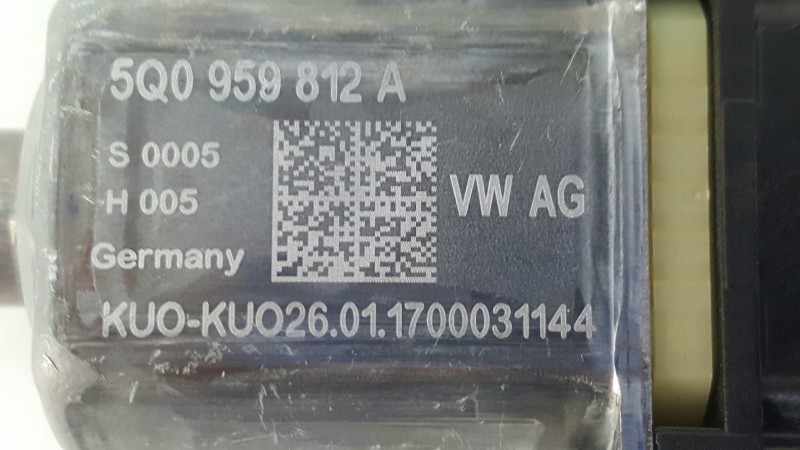 5Q0 959 812 A
S 0005
H 005
VW AG
Germany
KUO-KUO26.01.1700031144